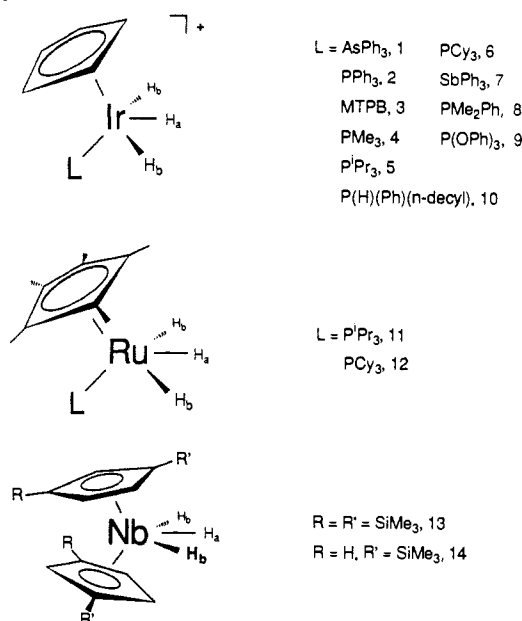 ⌉ +
Hb
Ir
Ha
L
Hb
L = AsPh3, 1 PCy3, 6
PPh3, 2 SbPh3, 7
MTPB, 3 PMe2Ph, 8
PMe3, 4 P(OPh)3, 9
PiPr3, 5
P(H)(Ph)(n-decyl), 10
Hb
Ru
Ha
L
Hb
L = PiPr3, 11
PCy3, 12
R'
R
Hb
Nb
Ha
R
Hb
R'
R = R' = SiMe3, 13
R = H, R' = SiMe3, 14